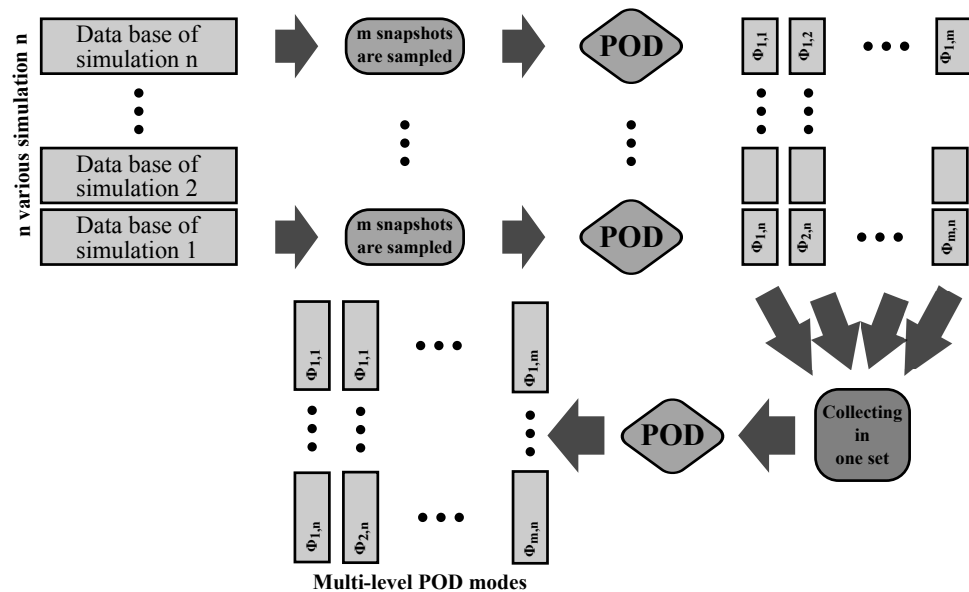 n various simulation n
Data base of
simulation n
m snapshots
are sampled
POD
Φ1,1
Φ1,2
Φ1,m
Data base of
simulation 2
Data base of
simulation 1
m snapshots
are sampled
POD
Φ1,n
Φ2,n
Φm,n
Φ1,1
Φ1,1
Φ1,m
POD
Collecting
in
one set
Φ1,n
Φ2,n
Φm,n
Multi-level POD modes